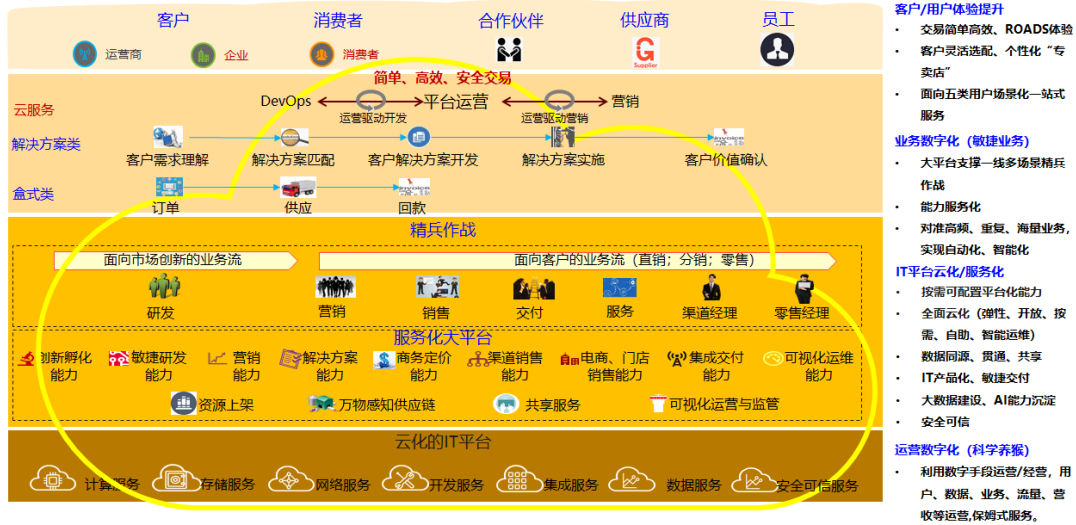 客户
消费者
合作伙伴
供应商
员工
运营商
企业
消费者
Supplier
简单、高效、安全交易
云服务
DevOps
平台运营
营销
运营驱动开发
运营驱动营销
解决方案类
客户需求理解
解决方案匹配
客户解决方案开发
解决方案实施
invoice
客户价值确认
盒式类
订单
供应
invoice
回款
精兵作战
面向市场创新的业务流
面向客户的业务流（直销；分销；零售）
研发
营销
销售
交付
服务
渠道经理
零售经理
服务化大平台
创新孵化
能力
敏捷研发
能力
营销
能力
解决方案
能力
商务定价
能力
渠道销售
能力
电商、门店
销售能力
集成交付
能力
可视化运维
能力
资源上架
万物感知供应链
共享服务
可视化运营与监管
云化的IT平台
计算服务
存储服务
网络服务
开发服务
集成服务
数据服务
安全可信服务
客户/用户体验提升
• 交易简单高效、ROADS体验
• 客户灵活选配、个性化“专
卖店”
• 面向五类用户场景化一站式
服务
业务数字化（敏捷业务）
• 大平台支撑一线多场景精兵
作战
• 能力服务化
• 对准高频、重复、海量业务，
实现自动化、智能化
IT平台云化/服务化
• 按需可配置平台化能力
• 全面云化（弹性、开放、按
需、自助、智能运维）
• 数据同源、贯通、共享
• IT产品化、敏捷交付
• 大数据建设、AI能力沉淀
• 安全可信
运营数字化（科学养猴）
• 利用数字手段运营/经营，用
户、数据、业务、流量、营
收等运营,保姆式服务。